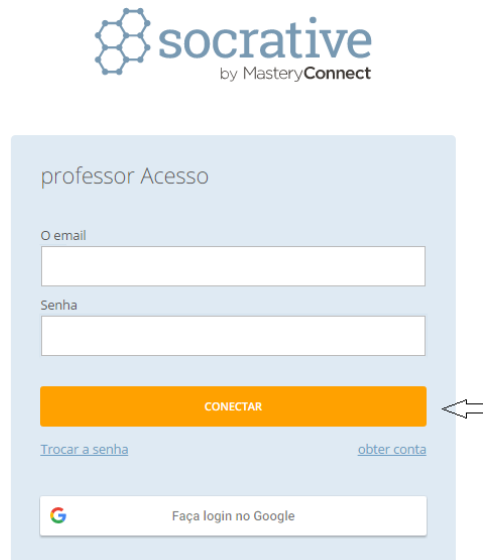 socrative
by MasteryConnect
professor Acesso
O email
Senha
CONECTAR
Trocar a senha obter conta
Faça login no Google